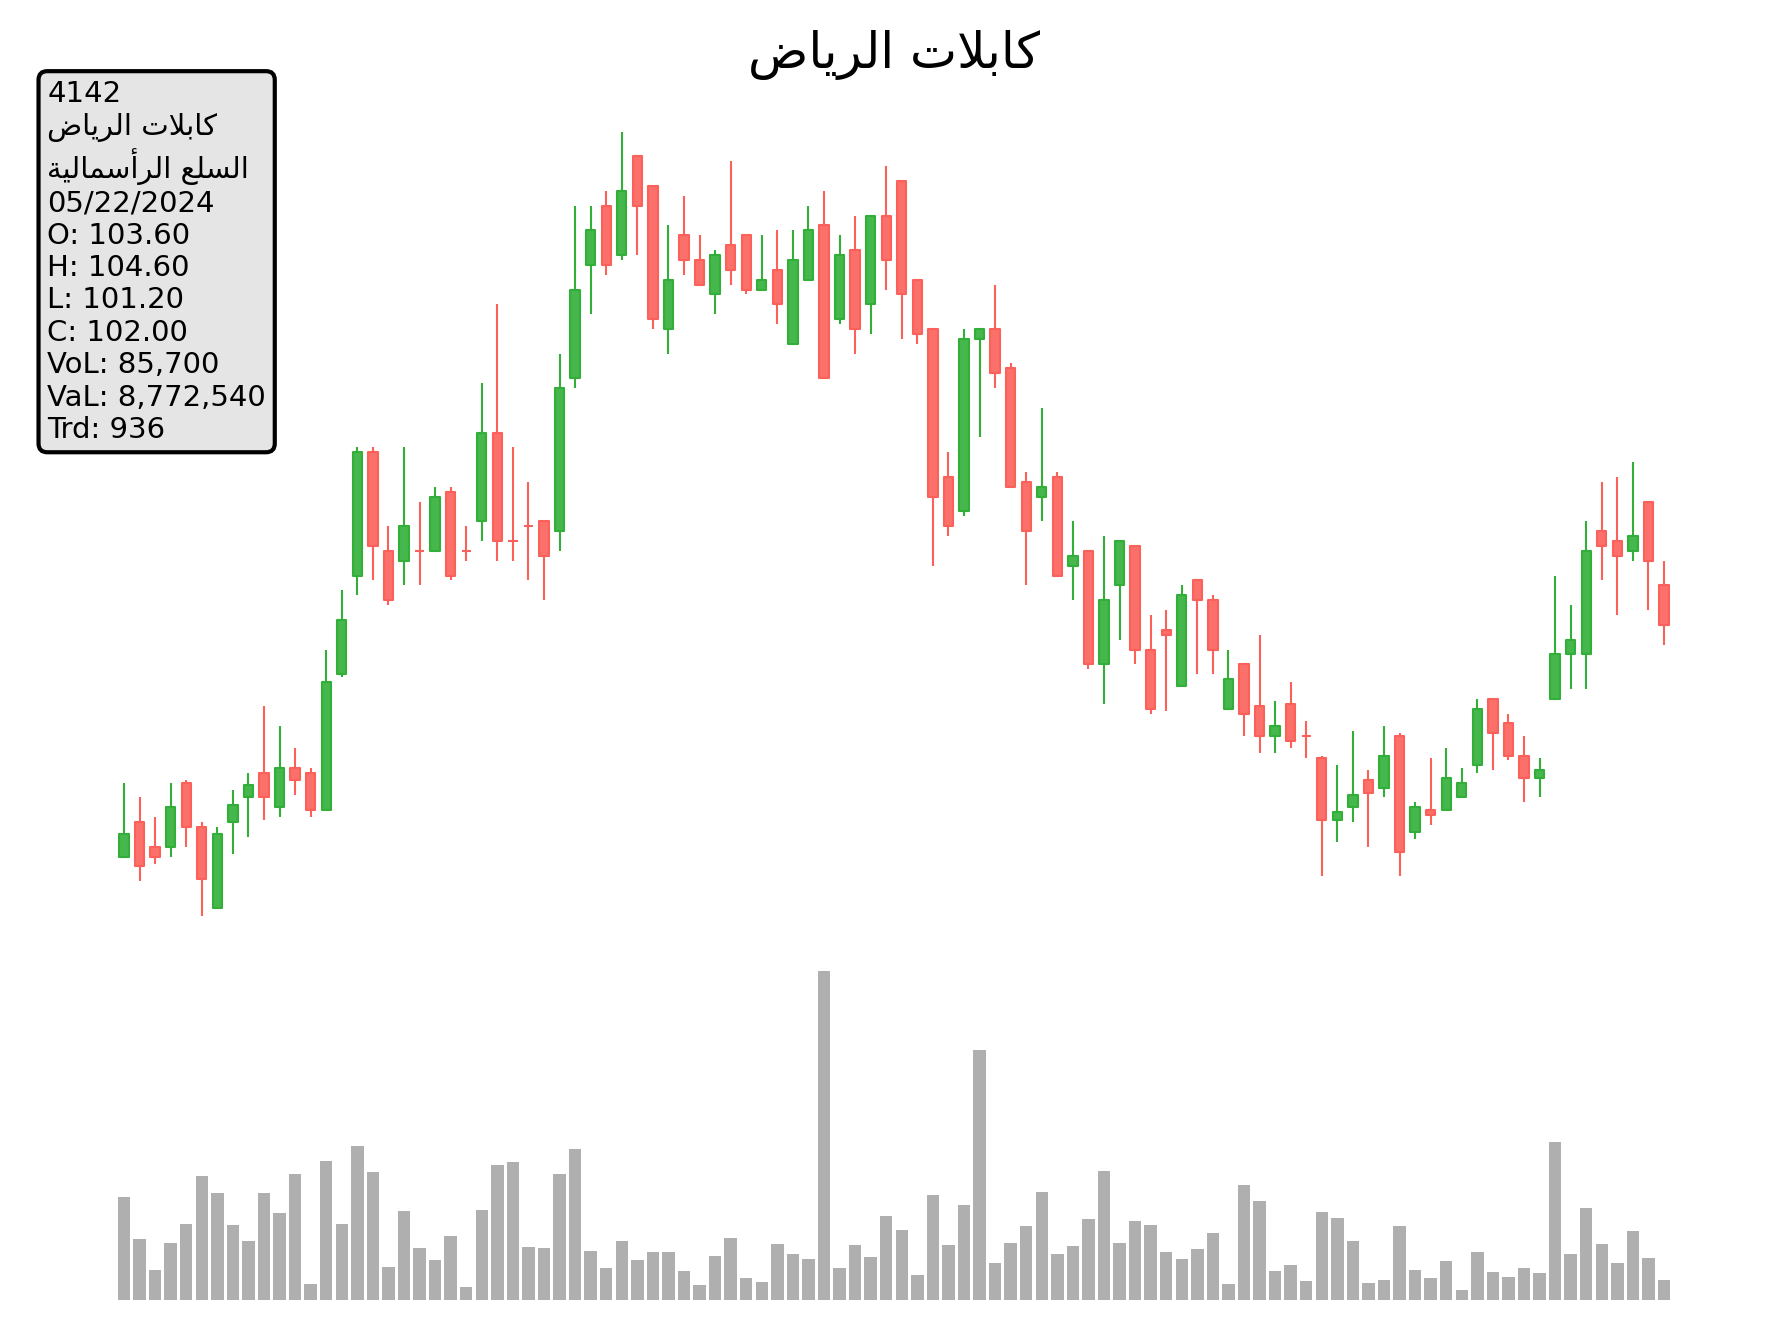 كابلات الرياض
4142
كابلات الرياض
السلع الرأسمالية
05/22/2024
O: 103.60
H: 104.60
L: 101.20
C: 102.00
VoL: 85,700
VaL: 8,772,540
Trd: 936